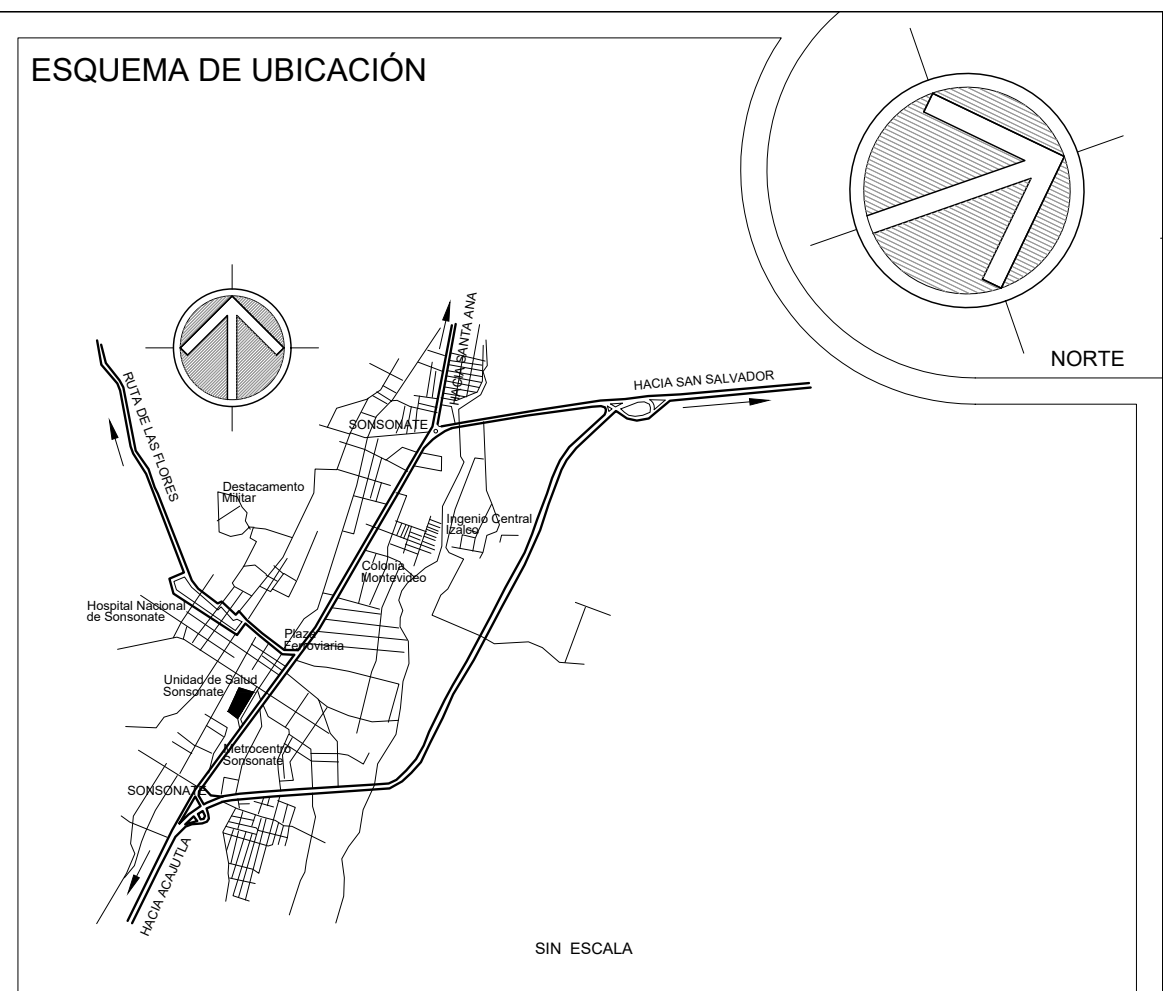 ESQUEMA DE UBICACIÓN
NORTE
HACIA SANTA ANA
HACIA SAN SALVADOR
RUTA DE LAS FLORES
SONSONATE
Destacamento
Militar
Ingenio Central
Izalco
Colonia
Montevideo
Hospital Nacional
de Sonsonate
Plaza
Ferroviaria
Unidad de Salud
Sonsonate
Metrocentro
Sonsonate
SONSONATE
HACIA ACAJUTLA
SIN ESCALA